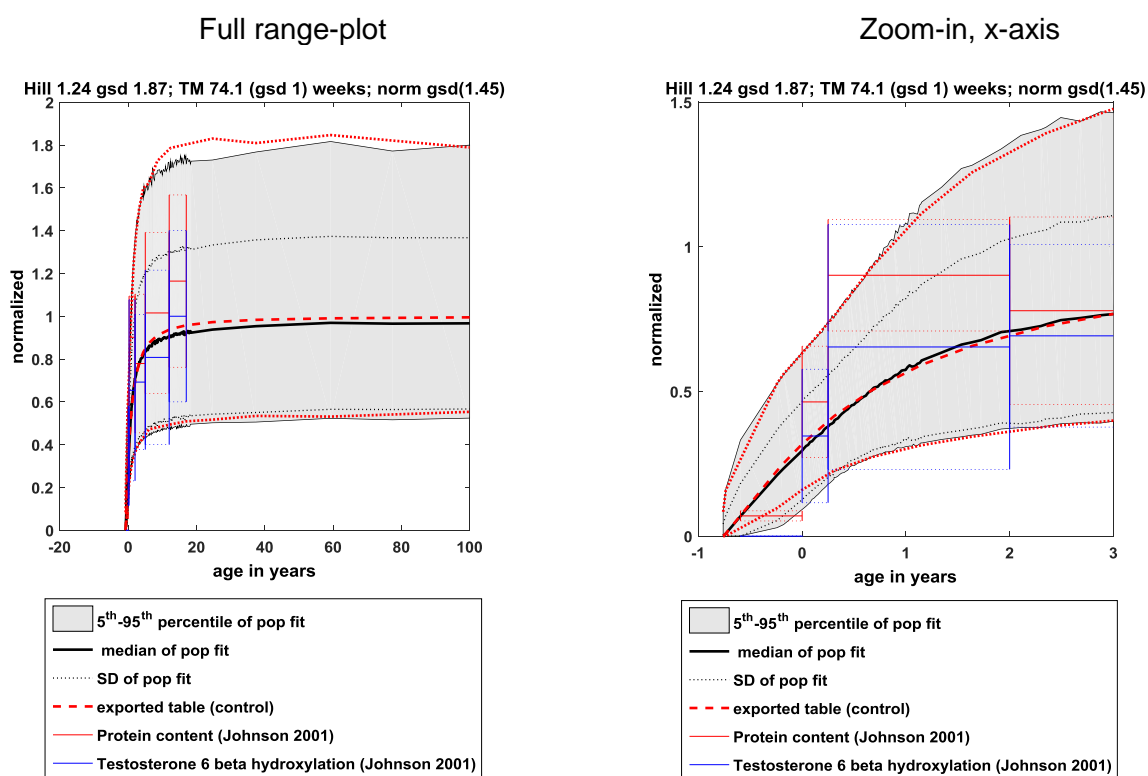 Full range-plot
Hill 1.24 gsd 1.87; TM 74.1 (gsd 1) weeks; norm gsd(1.45)
2
1.8
1.6
1.4
1.2
1
0.8
0.6
0.4
0.2
0
normalized
-20 0 20 40 60 80 100
age in years
5th-95th percentile of pop fit
median of pop fit
SD of pop fit
exported table (control)
Protein content (Johnson 2001)
Testosterone 6 beta hydroxylation (Johnson 2001)
Zoom-in, x-axis
Hill 1.24 gsd 1.87; TM 74.1 (gsd 1) weeks; norm gsd(1.45)
1.5
1
0.5
0
normalized
-1 0 1 2 3
age in years
5th-95th percentile of pop fit
median of pop fit
SD of pop fit
exported table (control)
Protein content (Johnson 2001)
Testosterone 6 beta hydroxylation (Johnson 2001)